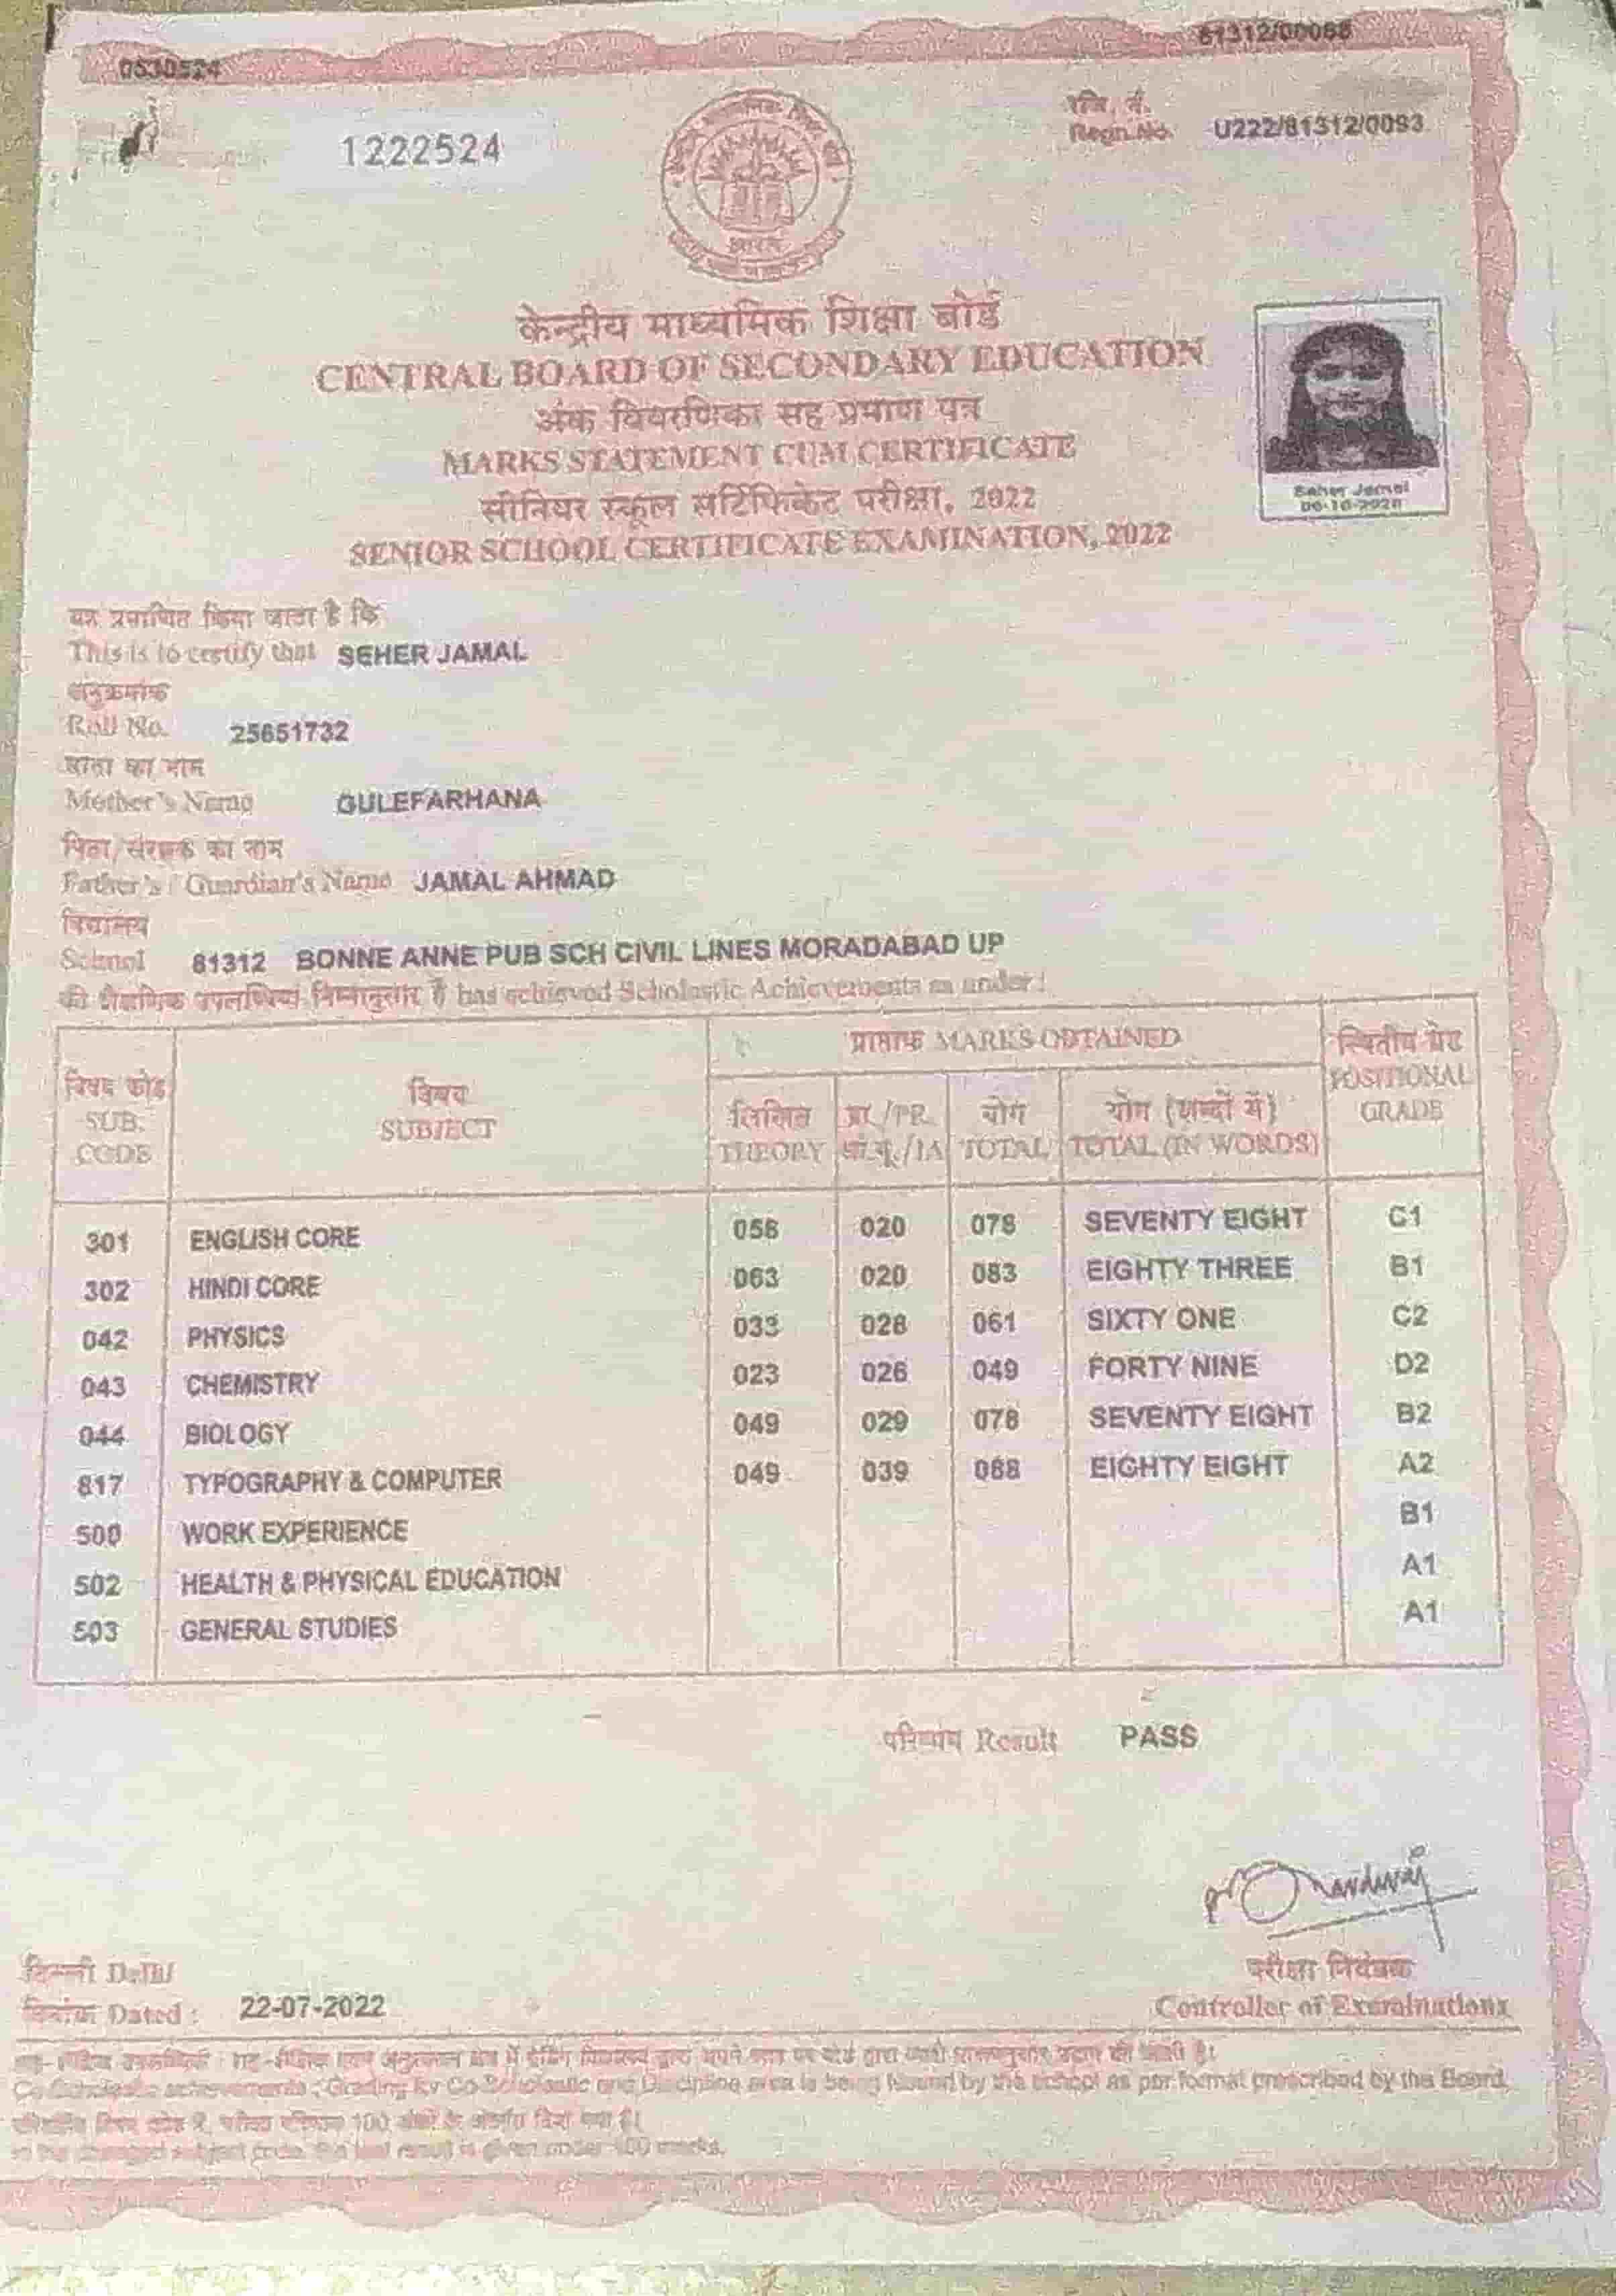 0530524
61312/00068
1222524
रजि. नं.
Regn.No. U222/81312/0093
भारत
केन्द्रीय माध्यमिक शिक्षा बोर्ड
CENTRAL BOARD OF SECONDARY EDUCATION
अंक विवरणिका सह प्रमाण पत्र
MARKS STATEMENT CUM CERTIFICATE
सीनियर स्कूल सर्टिफिकेट परीक्षा, 2022
SENIOR SCHOOL CERTIFICATE EXAMINATION, 2022
Seher Jamal
06-10-2020
यह प्रमाणित किया जाता है कि
This is to certify that SEHER JAMAL
अनुक्रमांक
Roll No. 25651732
माता का नाम
Mother's Name GULEFARHANA
पिता/संरक्षक का नाम
Father's / Guardian's Name JAMAL AHMAD
विद्यालय
School 81312 BONNE ANNE PUB SCH CIVIL LINES MORADABAD UP
की शैक्षणिक उपलब्धियां निम्नानुसार हैं has achieved Scholastic Achievements as under :
विषय कोड SUB. CODE विषय SUBJECT प्राप्तांक MARKS OBTAINED स्थितीय ग्रेड POSITIONAL GRADE
लिखित THEORY प्रा./PR. आं.मू./IA योग TOTAL योग (शब्दों में) TOTAL (IN WORDS)
301 ENGLISH CORE 058 020 078 SEVENTY EIGHT C1
302 HINDI CORE 063 020 083 EIGHTY THREE B1
042 PHYSICS 033 028 061 SIXTY ONE C2
043 CHEMISTRY 023 026 049 FORTY NINE D2
044 BIOLOGY 049 029 078 SEVENTY EIGHT B2
817 TYPOGRAPHY & COMPUTER 049 039 088 EIGHTY EIGHT A2
500 WORK EXPERIENCE B1
502 HEALTH & PHYSICAL EDUCATION A1
503 GENERAL STUDIES A1
परिणाम Result PASS
दिल्ली Delhi
दिनांक Dated : 22-07-2022
परीक्षा नियंत्रक
Controller of Examinations
Co-Scholastic achievements : Grading by Co-Scholastic and Discipline area is being issued by the school as per format prescribed by the Board.